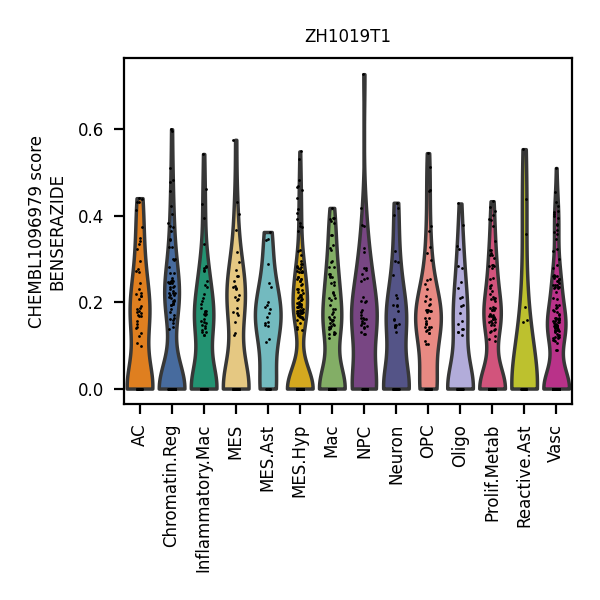 ZH1019T1
CHEMBL1096979 score
BENSERAZIDE
0.6
0.4
0.2
0.0
AC
Chromatin.Reg
Inflammatory.Mac
MES
MES.Ast
MES.Hyp
Mac
NPC
Neuron
OPC
Oligo
Prolif.Metab
Reactive.Ast
Vasc